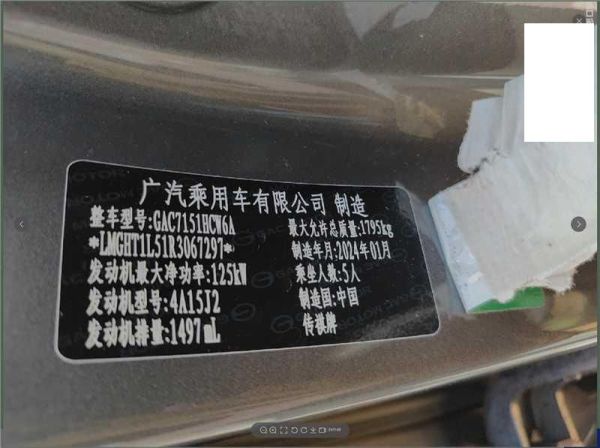 广汽乘用车有限公司 制造
整车型号:GAC7151HCW6A
*LMGHT1L51R3067297*
发动机最大净功率:125kW
发动机型号:4A15J2
发动机排量:1497mL
最大允许总质量:1795kg
制造年月:2024年01月
乘坐人数:5人
制造国:中国
传祺牌